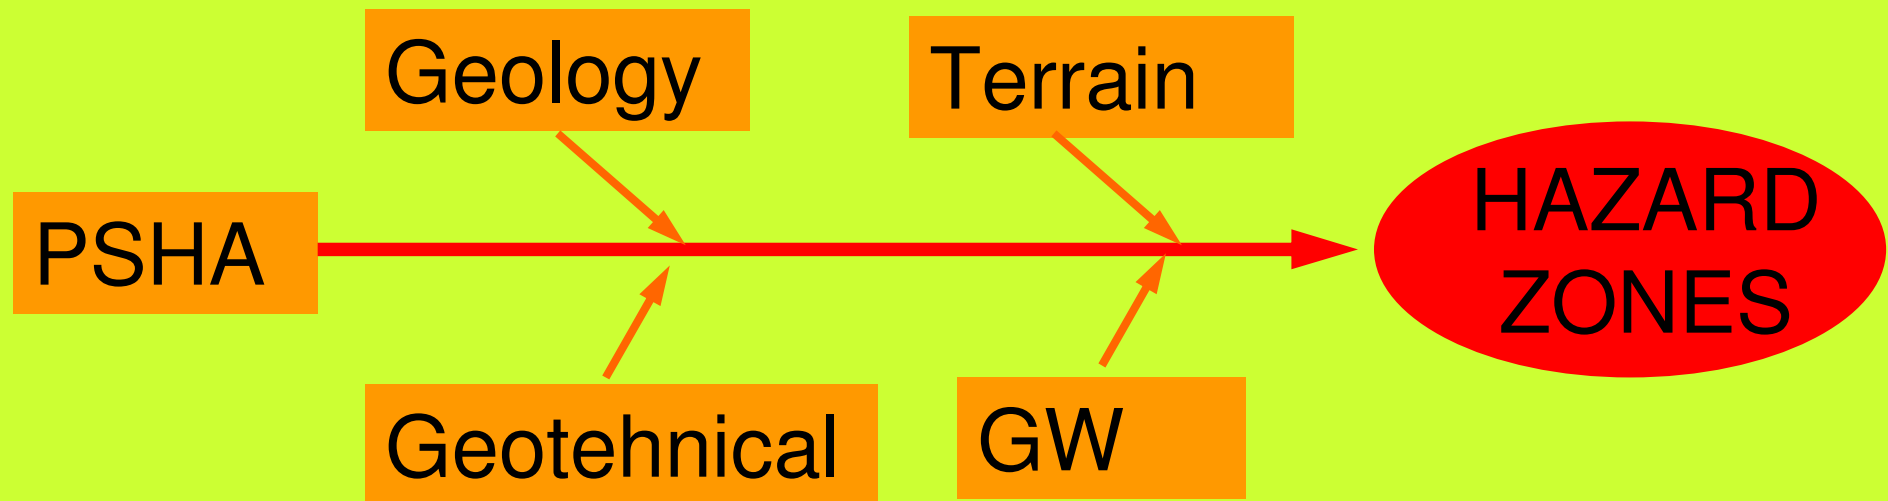 Geology
Terrain
PSHA
HAZARD
ZONES
Geotehnical
GW